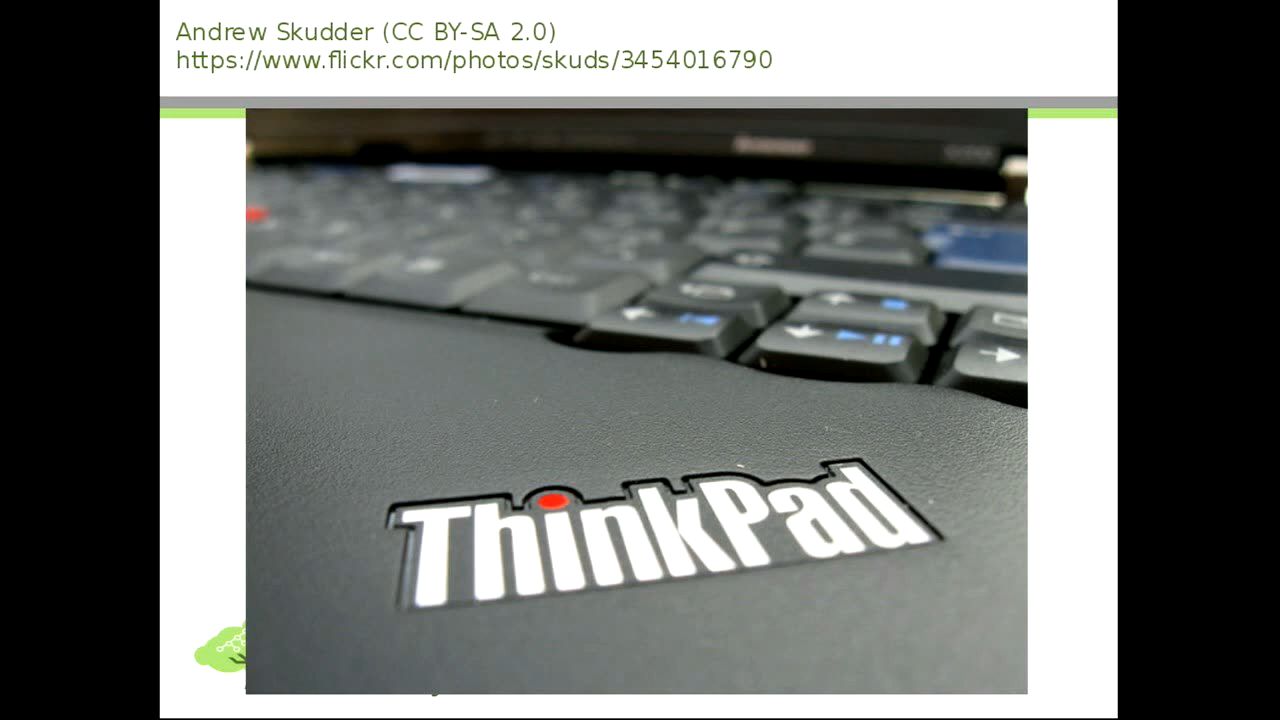 Andrew Skudder (CC BY-SA 2.0)
https://www.flickr.com/photos/skuds/3454016790
ThinkPad